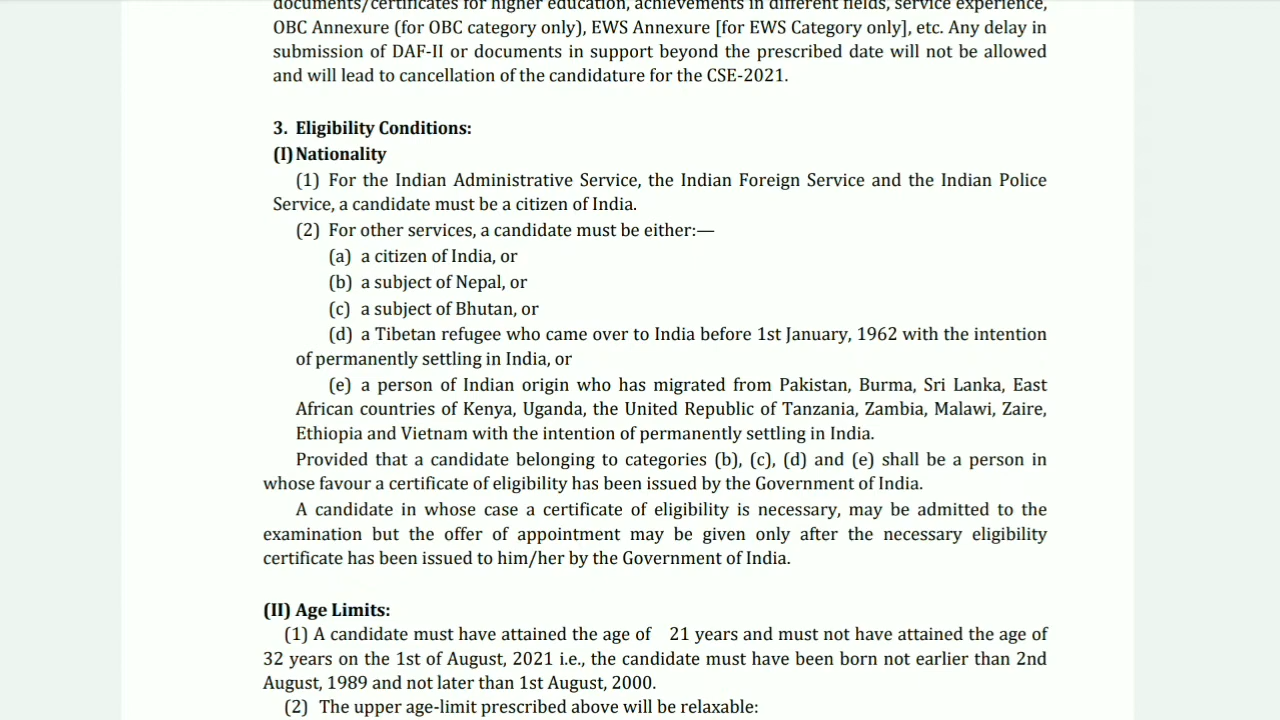 documents/certificates for higher education, achievements in different fields, service experience,
OBC Annexure (for OBC category only), EWS Annexure [for EWS Category only], etc. Any delay in
submission of DAF-II or documents in support beyond the prescribed date will not be allowed
and will lead to cancellation of the candidature for the CSE-2021.
3. Eligibility Conditions:
(I) Nationality
(1) For the Indian Administrative Service, the Indian Foreign Service and the Indian Police
Service, a candidate must be a citizen of India.
(2) For other services, a candidate must be either:—
(a) a citizen of India, or
(b) a subject of Nepal, or
(c) a subject of Bhutan, or
(d) a Tibetan refugee who came over to India before 1st January, 1962 with the intention
of permanently settling in India, or
(e) a person of Indian origin who has migrated from Pakistan, Burma, Sri Lanka, East
African countries of Kenya, Uganda, the United Republic of Tanzania, Zambia, Malawi, Zaire,
Ethiopia and Vietnam with the intention of permanently settling in India.
Provided that a candidate belonging to categories (b), (c), (d) and (e) shall be a person in
whose favour a certificate of eligibility has been issued by the Government of India.
A candidate in whose case a certificate of eligibility is necessary, may be admitted to the
examination but the offer of appointment may be given only after the necessary eligibility
certificate has been issued to him/her by the Government of India.
(II) Age Limits:
(1) A candidate must have attained the age of 21 years and must not have attained the age of
32 years on the 1st of August, 2021 i.e., the candidate must have been born not earlier than 2nd
August, 1989 and not later than 1st August, 2000.
(2) The upper age-limit prescribed above will be relaxable: